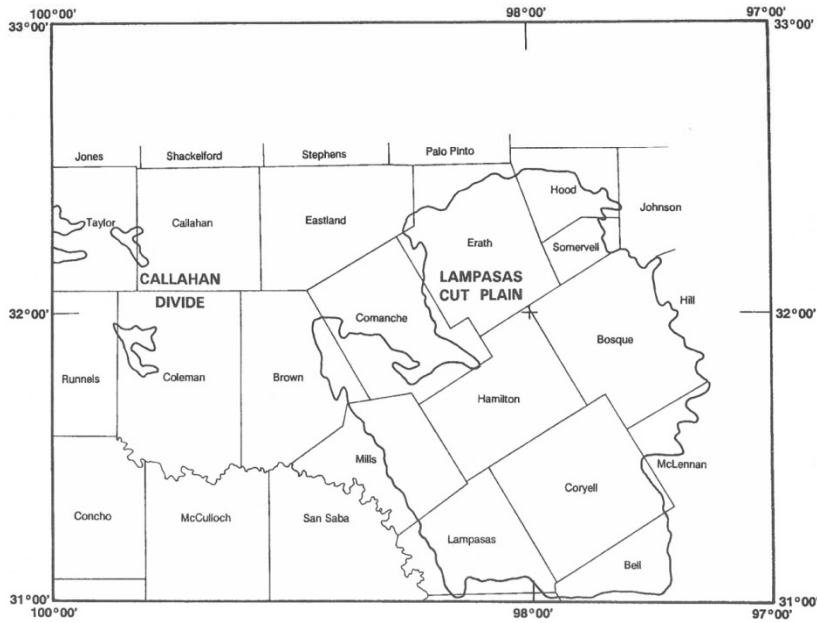 100°00' 98°00' 97°00'
33°00' 33°00'
Jones Shackelford Stephens Palo Pinto
Hood
Taylor Callahan Eastland Johnson
Erath Somervell
CALLAHAN
DIVIDE
LAMPASAS
CUT PLAIN
Hill
32°00' 32°00'
Comanche
Bosque
Runnels Coleman Brown
Hamilton
Mills McLennan
Coryell
Concho McCulloch San Saba
Lampasas
Bell
31°00' 31°00'
100°00' 98°00' 97°00'